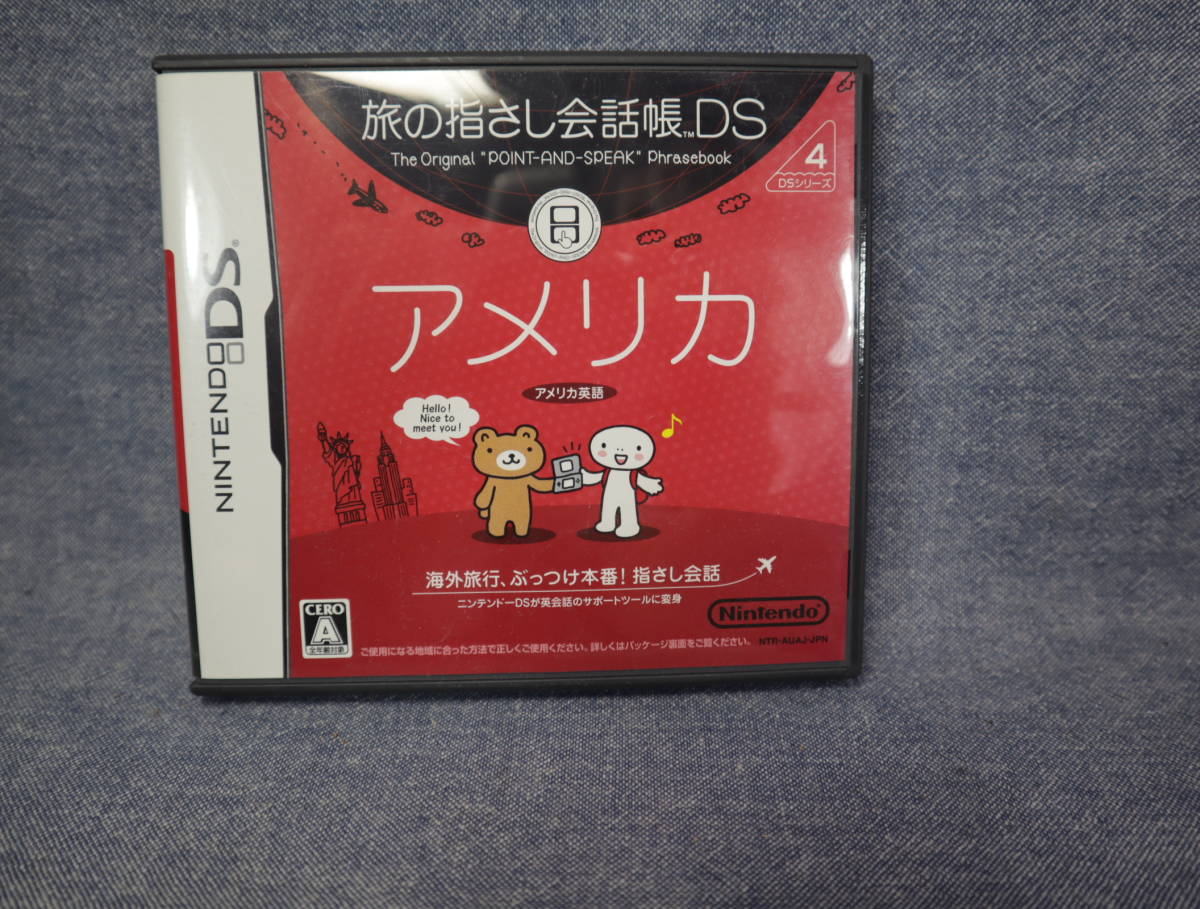 旅の指さし会話帳™DS
The Original "POINT-AND-SPEAK" Phrasebook
4
DSシリーズ
アメリカ
アメリカ英語
Hello!
Nice to
meet you!
NINTENDO DS®
海外旅行、ぶっつけ本番！指さし会話
ニンテンドーDSが英会話のサポートツールに変身
Nintendo®
CERO
A
全年齢対象
ご使用になる地域に合った方法で正しくご使用ください。詳しくはパッケージ裏面をご覧ください。
NTR-AUAJ-JPN